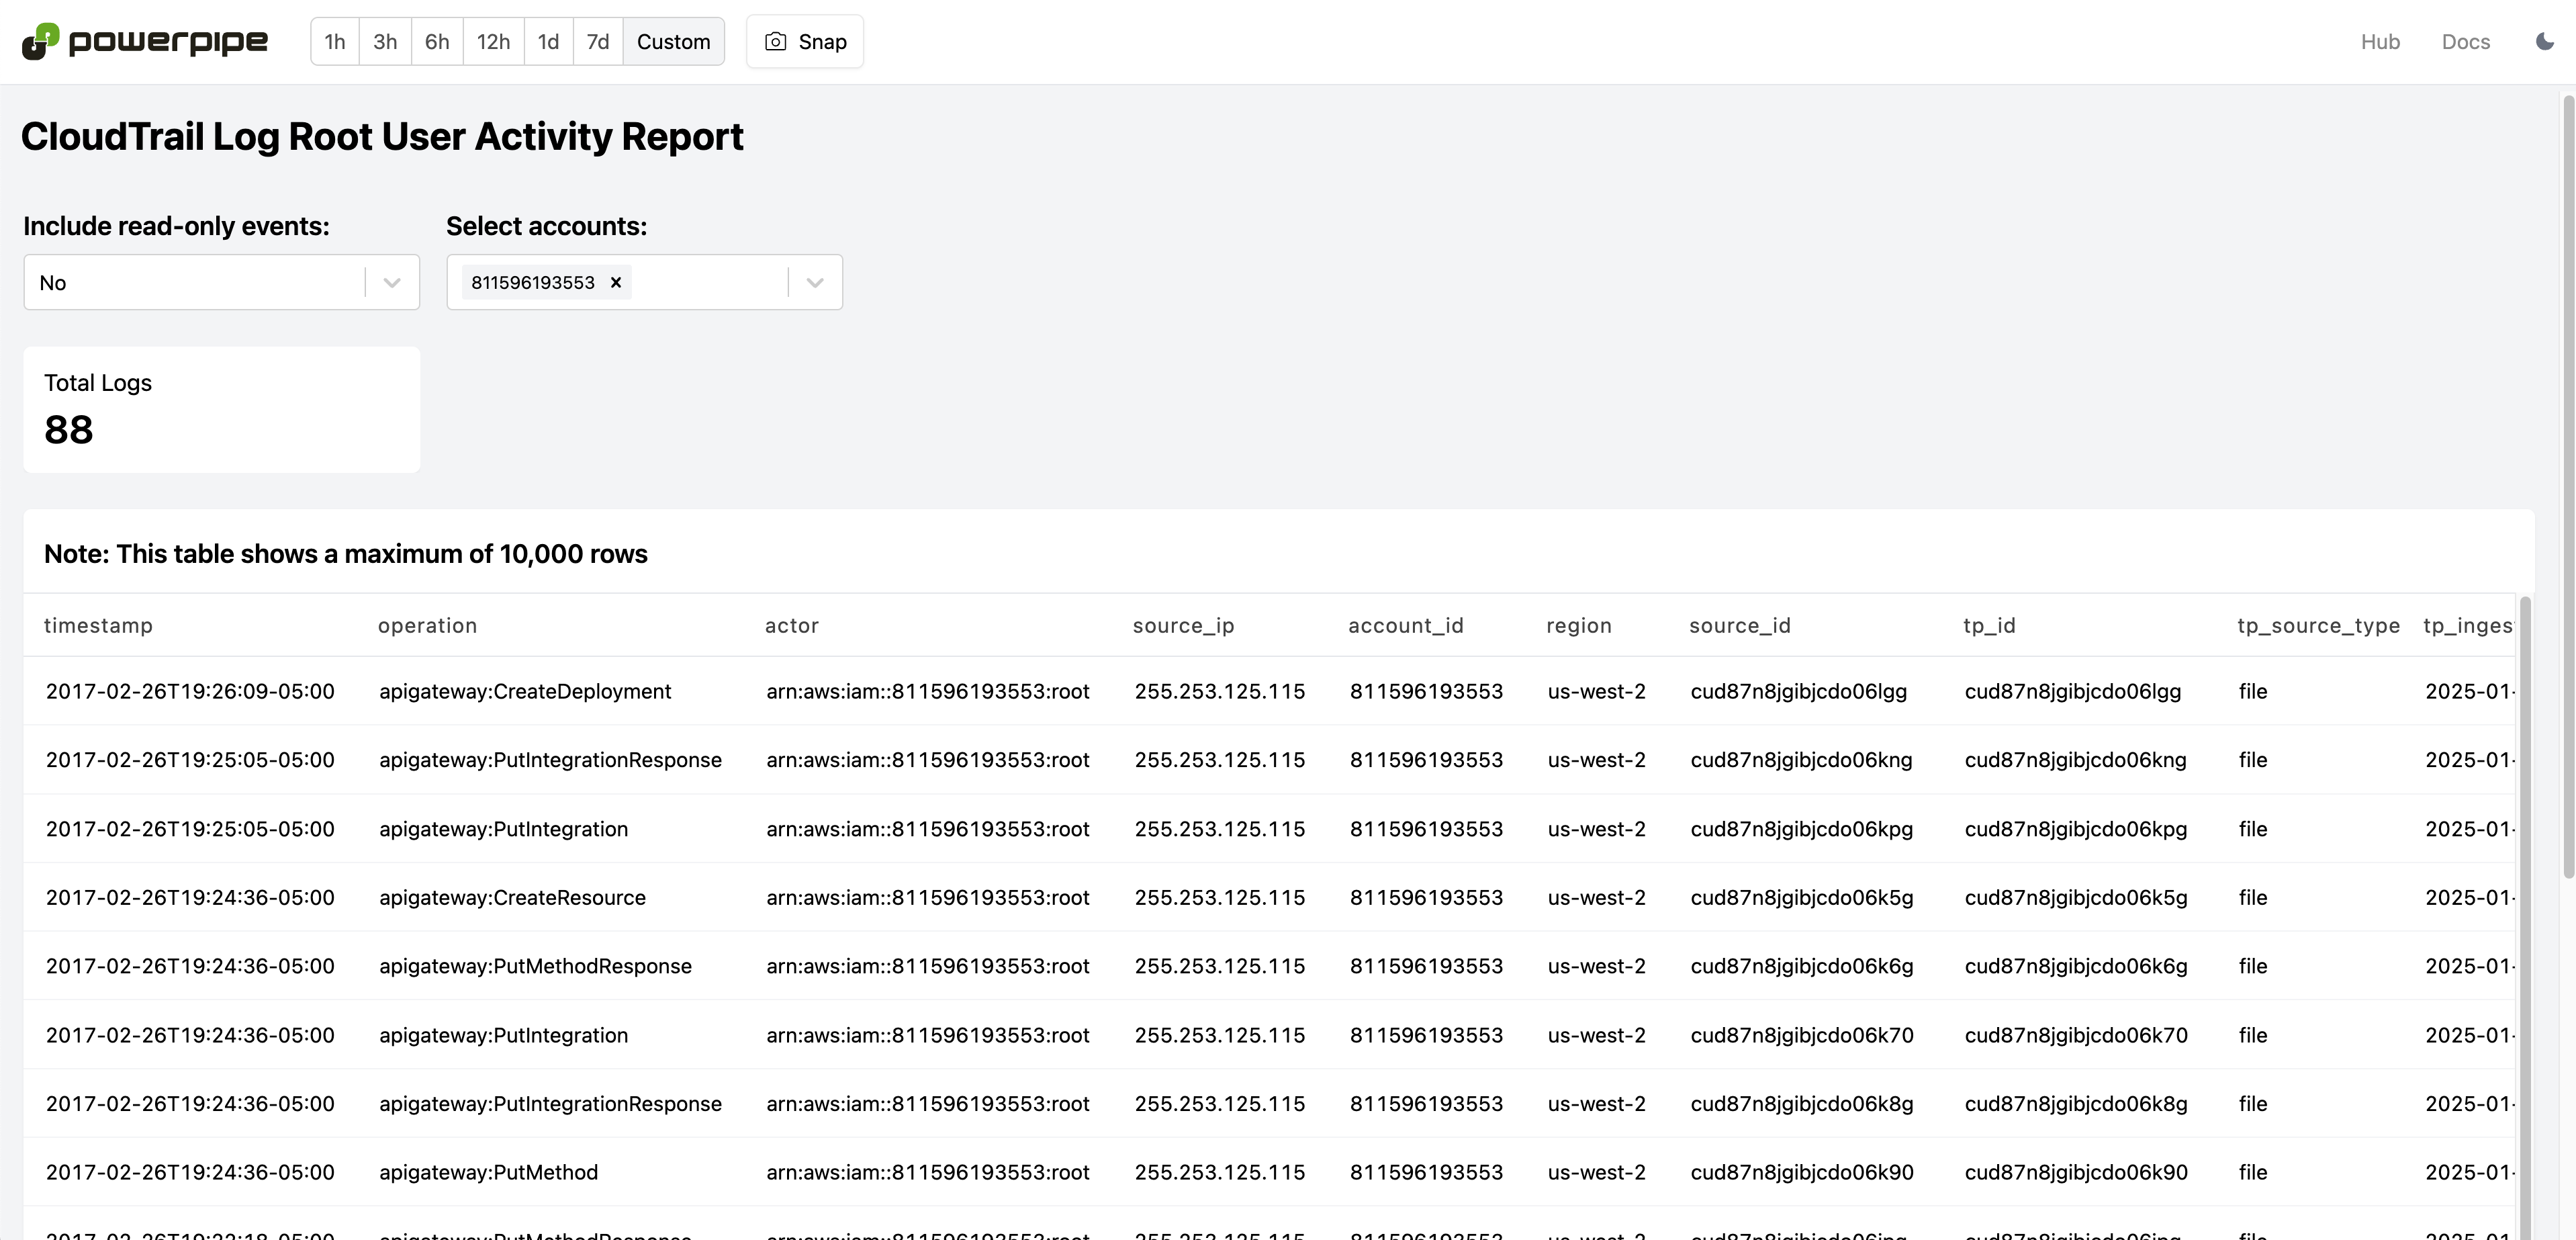 powerpipe 1h 3h 6h 12h 1d 7d Custom Snap Hub Docs
CloudTrail Log Root User Activity Report
Include read-only events: Select accounts:
No 811596193553 ×
Total Logs
88
Note: This table shows a maximum of 10,000 rows
timestamp operation actor source_ip account_id region source_id tp_id tp_source_type tp_inges
2017-02-26T19:26:09-05:00 apigateway:CreateDeployment arn:aws:iam::811596193553:root 255.253.125.115 811596193553 us-west-2 cud87n8jgibjcdo06lgg cud87n8jgibjcdo06lgg file 2025-01-
2017-02-26T19:25:05-05:00 apigateway:PutIntegrationResponse arn:aws:iam::811596193553:root 255.253.125.115 811596193553 us-west-2 cud87n8jgibjcdo06kng cud87n8jgibjcdo06kng file 2025-01-
2017-02-26T19:25:05-05:00 apigateway:PutIntegration arn:aws:iam::811596193553:root 255.253.125.115 811596193553 us-west-2 cud87n8jgibjcdo06kpg cud87n8jgibjcdo06kpg file 2025-01-
2017-02-26T19:24:36-05:00 apigateway:CreateResource arn:aws:iam::811596193553:root 255.253.125.115 811596193553 us-west-2 cud87n8jgibjcdo06k5g cud87n8jgibjcdo06k5g file 2025-01-
2017-02-26T19:24:36-05:00 apigateway:PutMethodResponse arn:aws:iam::811596193553:root 255.253.125.115 811596193553 us-west-2 cud87n8jgibjcdo06k6g cud87n8jgibjcdo06k6g file 2025-01-
2017-02-26T19:24:36-05:00 apigateway:PutIntegration arn:aws:iam::811596193553:root 255.253.125.115 811596193553 us-west-2 cud87n8jgibjcdo06k70 cud87n8jgibjcdo06k70 file 2025-01-
2017-02-26T19:24:36-05:00 apigateway:PutIntegrationResponse arn:aws:iam::811596193553:root 255.253.125.115 811596193553 us-west-2 cud87n8jgibjcdo06k8g cud87n8jgibjcdo06k8g file 2025-01-
2017-02-26T19:24:36-05:00 apigateway:PutMethod arn:aws:iam::811596193553:root 255.253.125.115 811596193553 us-west-2 cud87n8jgibjcdo06k90 cud87n8jgibjcdo06k90 file 2025-01-